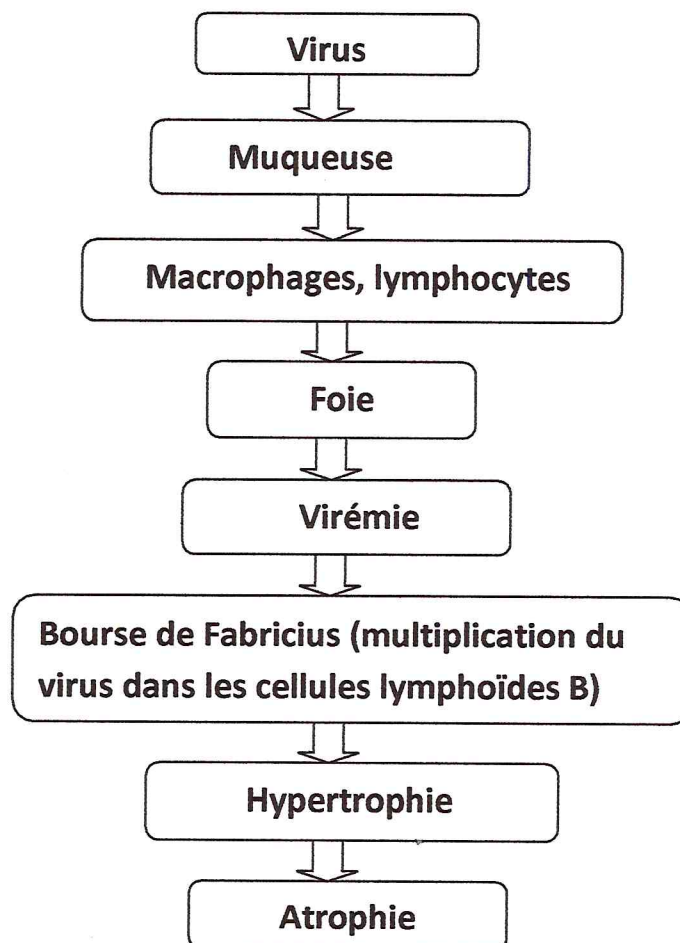 Virus
Muqueuse
Macrophages, lymphocytes
Foie
Virémie
Bourse de Fabricius (multiplication du
virus dans les cellules lymphoïdes B)
Hypertrophie
Atrophie